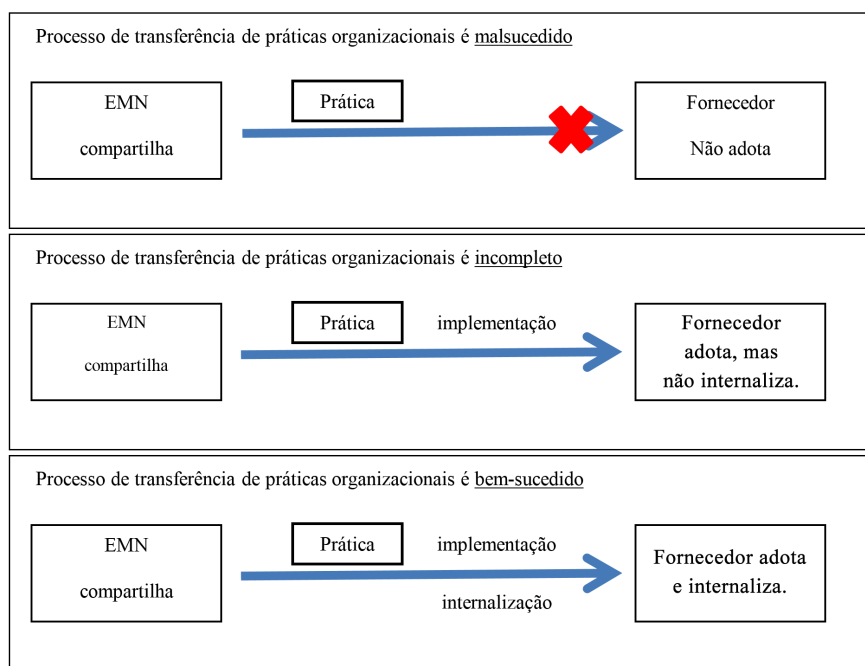 Processo de transferência de práticas organizacionais é malsucedido
EMN
compartilha
Prática
Fornecedor
Não adota
Processo de transferência de práticas organizacionais é incompleto
EMN
compartilha
Prática
implementação
Fornecedor
adota, mas
não internaliza.
Processo de transferência de práticas organizacionais é bem-sucedido
EMN
compartilha
Prática
implementação
internalização
Fornecedor adota
e internaliza.